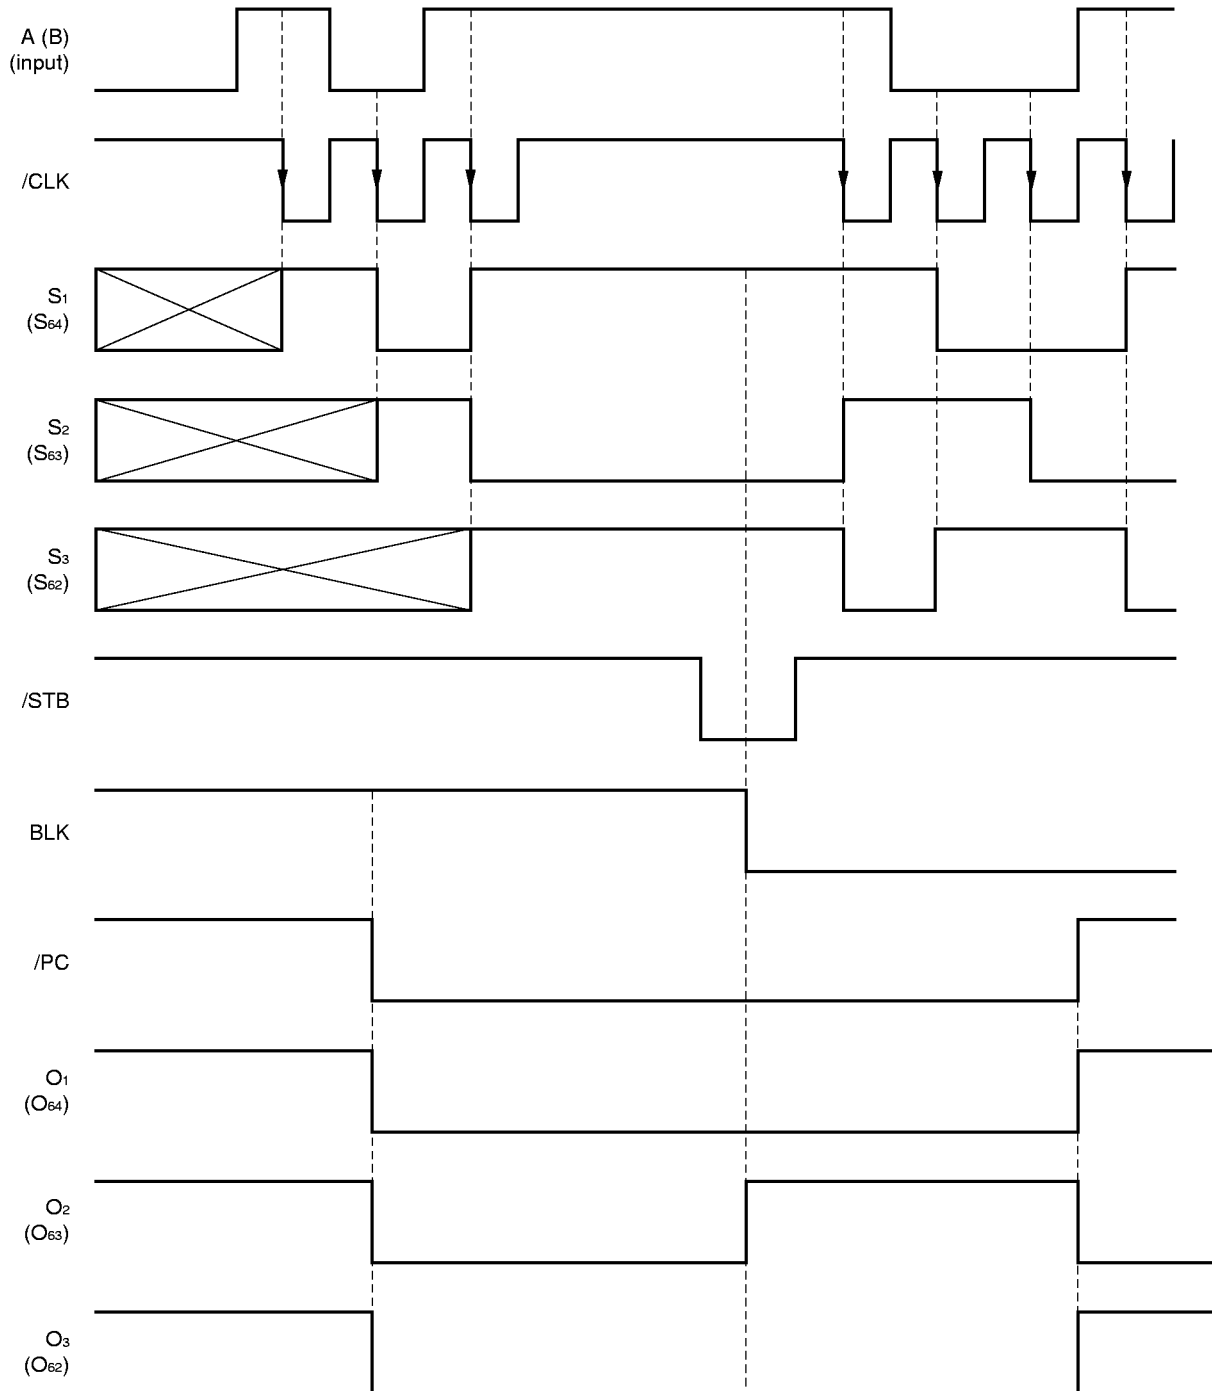 A (B)
(input)
/CLK
S1
(S64)
S2
(S63)
S3
(S62)
/STB
BLK
/PC
O1
(O64)
O2
(O63)
O3
(O62)